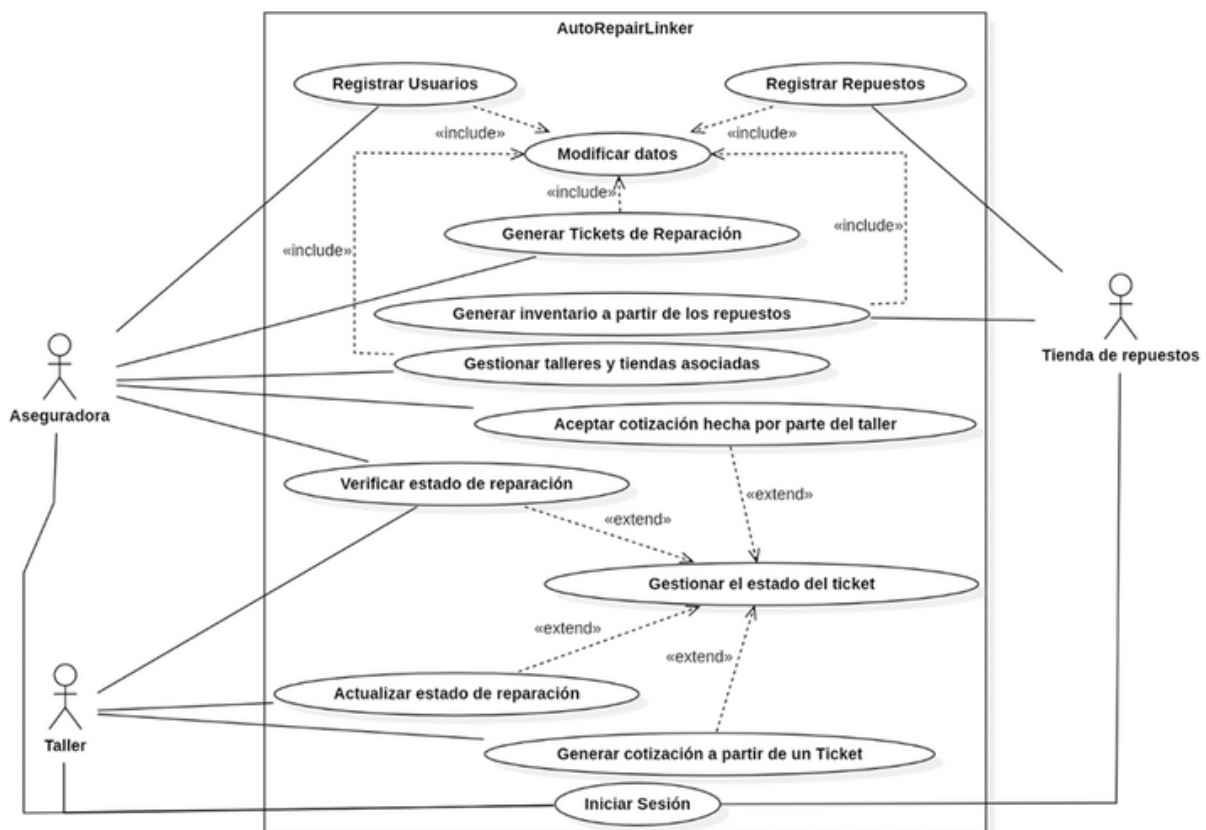 AutoRepairLinker
Registrar Usuarios
Registrar Repuestos
«include»
«include»
Modificar datos
«include»
Generar Tickets de Reparación
«include»
«include»
Generar inventario a partir de los repuestos
Gestionar talleres y tiendas asociadas
Tienda de repuestos
Aseguradora
Aceptar cotización hecha por parte del taller
Verificar estado de reparación
«extend»
«extend»
Gestionar el estado del ticket
«extend»
«extend»
Actualizar estado de reparación
Taller
Generar cotización a partir de un Ticket
Iniciar Sesión